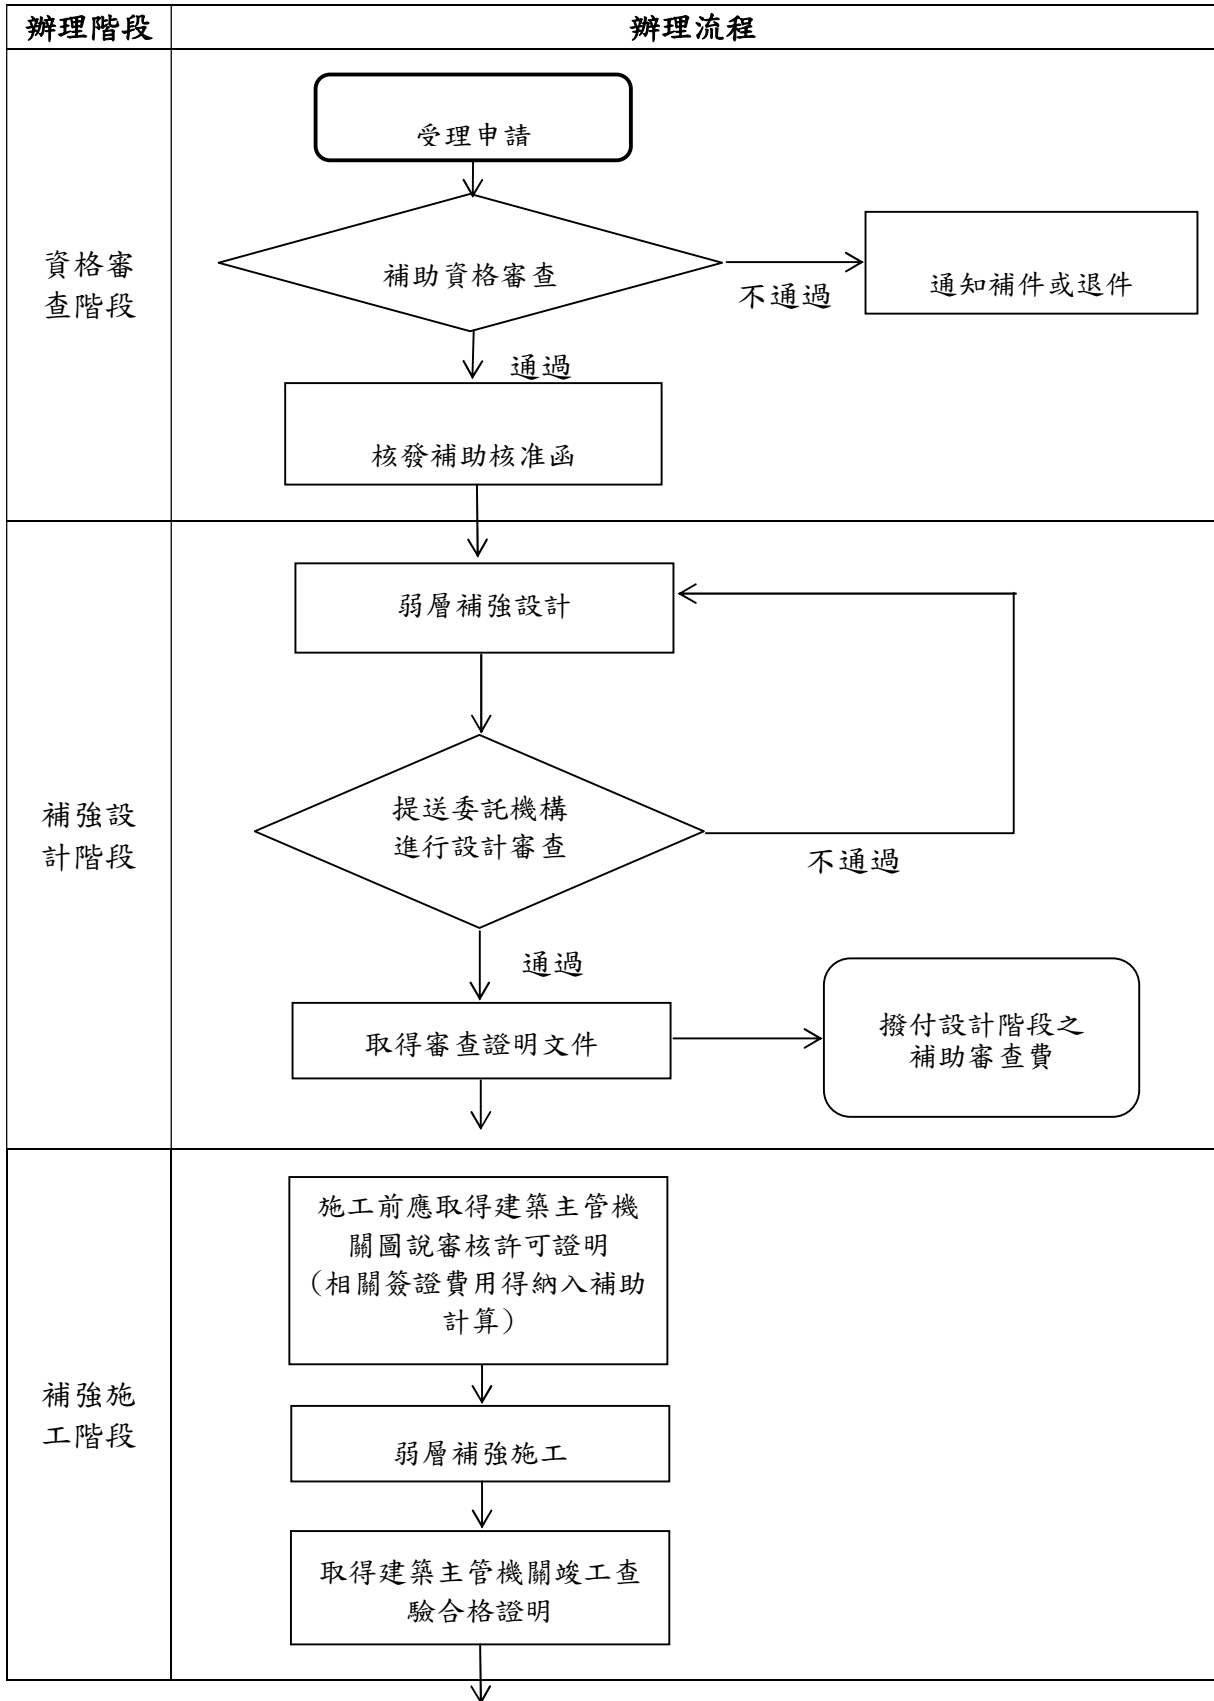 辦理階段
辦理流程
資格審
查階段
受理申請
補助資格審查
不通過
通知補件或退件
通過
核發補助核准函
補強設
計階段
弱層補強設計
提送委託機構
進行設計審查
不通過
通過
取得審查證明文件
撥付設計階段之
補助審查費
補強施
工階段
施工前應取得建築主管機
關圖說審核許可證明
(相關簽證費用得納入補助
計算)
弱層補強施工
取得建築主管機關竣工查
驗合格證明